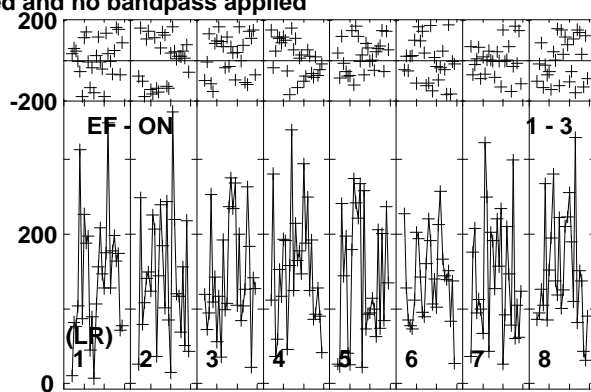 ed and no bandpass applied
200
-200
EF - ON 1 - 3
200
(LR)
1 2 3 4 5 6 7 8
0